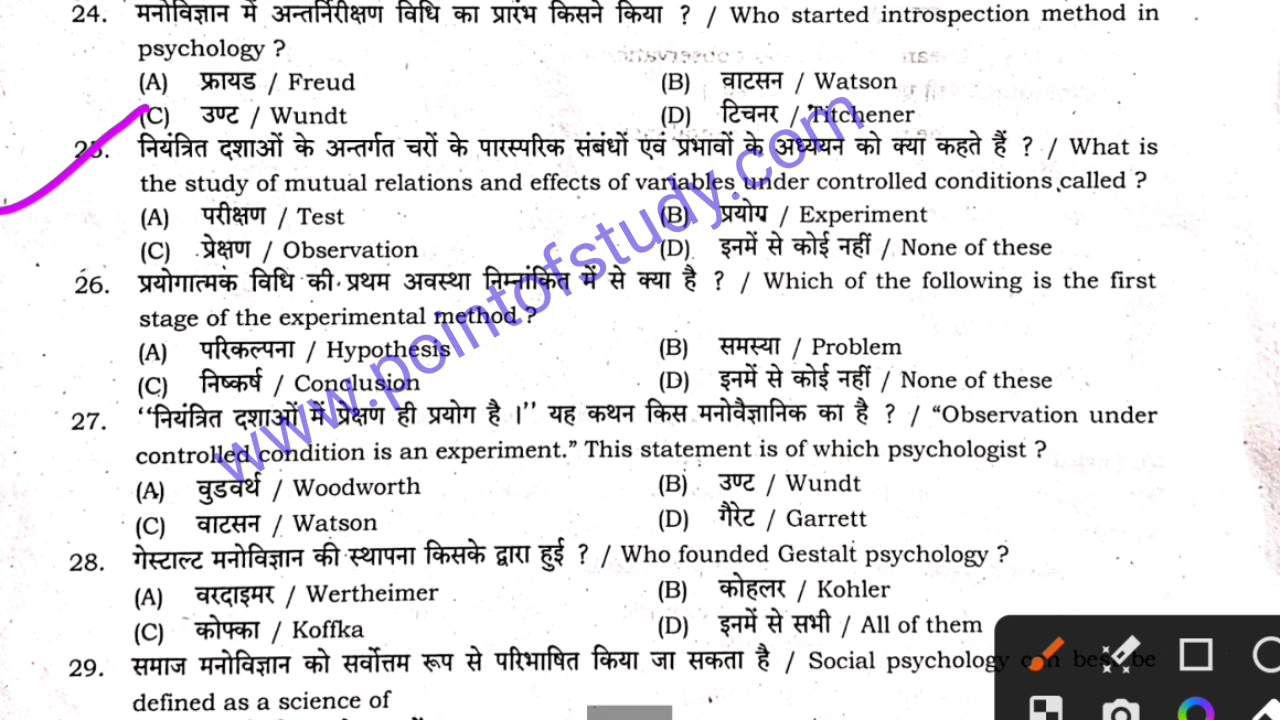 24. मनोविज्ञान में अन्तर्निरीक्षण विधि का प्रारंभ किसने किया ? / Who started introspection method in
psychology ?
(A) फ्रायड / Freud (B) वाटसन / Watson
(C) उण्ट / Wundt (D) टिचनर / Titchener
25. नियंत्रित दशाओं के अन्तर्गत चरों के पारस्परिक संबंधों एवं प्रभावों के अध्ययन को क्या कहते हैं ? / What is
the study of mutual relations and effects of variables under controlled conditions called ?
(A) परीक्षण / Test (B) प्रयोग / Experiment
(C) प्रेक्षण / Observation (D) इनमें से कोई नहीं / None of these
26. प्रयोगात्मक विधि की प्रथम अवस्था निम्नांकित में से क्या है ? / Which of the following is the first
stage of the experimental method ?
(A) परिकल्पना / Hypothesis (B) समस्या / Problem
(C) निष्कर्ष / Conclusion (D) इनमें से कोई नहीं / None of these
27. ‘‘नियंत्रित दशाओं में प्रेक्षण ही प्रयोग है।’’ यह कथन किस मनोवैज्ञानिक का है ? / “Observation under
controlled condition is an experiment.” This statement is of which psychologist ?
(A) वुडवर्थ / Woodworth (B) उण्ट / Wundt
(C) वाटसन / Watson (D) गैरेट / Garrett
28. गेस्टाल्ट मनोविज्ञान की स्थापना किसके द्वारा हुई ? / Who founded Gestalt psychology ?
(A) वरदाइमर / Wertheimer (B) कोहलर / Kohler
(C) कोफ्का / Koffka (D) इनमें से सभी / All of them
29. समाज मनोविज्ञान को सर्वोत्तम रूप से परिभाषित किया जा सकता है / Social psychology can best be
defined as a science of
www.pointofstudy.com